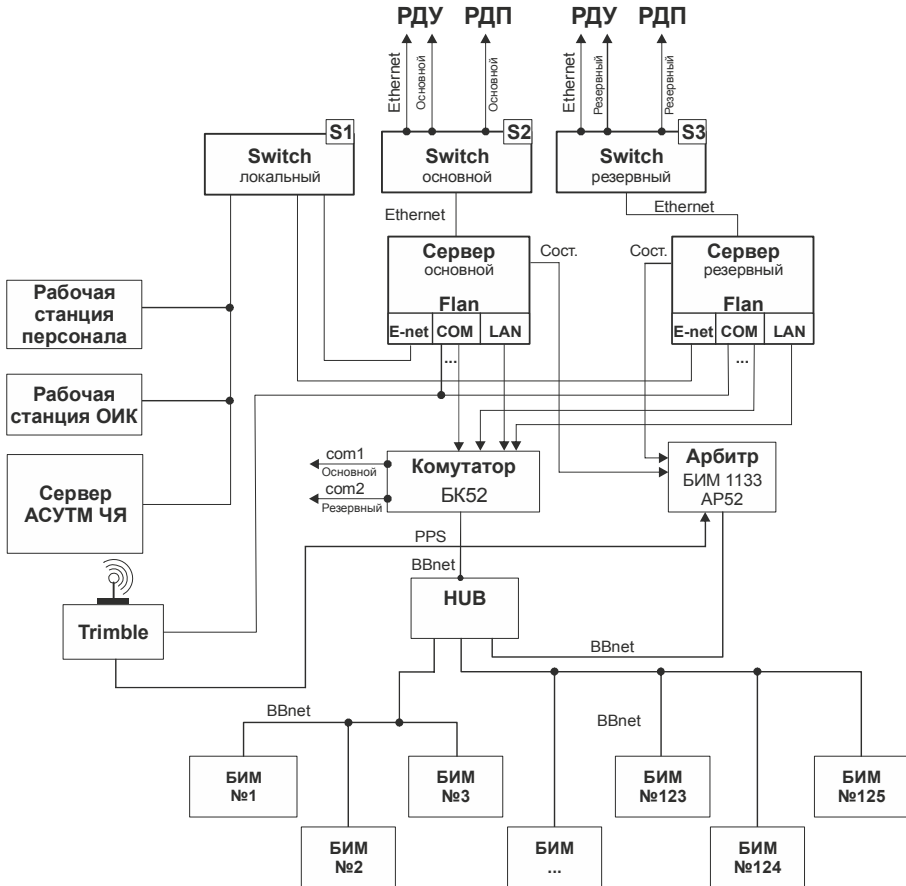 РДУ РДП РДУ РДП
Ethernet
Основной
Основной
Ethernet
Резервный
Резервный
S1
Switch
локальный
S2
Switch
основной
S3
Switch
резервный
Ethernet
Ethernet
Сервер
основной
Flan
E-net COM LAN
...
Сост.
Сост.
Сервер
резервный
Flan
E-net COM LAN
...
Рабочая
станция
персонала
Рабочая
станция ОИК
Сервер
АСУТМ ЧЯ
com1
Основной
com2
Резервный
Комутатор
БК52
Арбитр
БИМ 1133
АР52
PPS
BBnet
HUB
Trimble
BBnet
BBnet
BBnet
БИМ
№1
БИМ
№3
БИМ
№123
БИМ
№125
БИМ
№2
БИМ
...
БИМ
№124